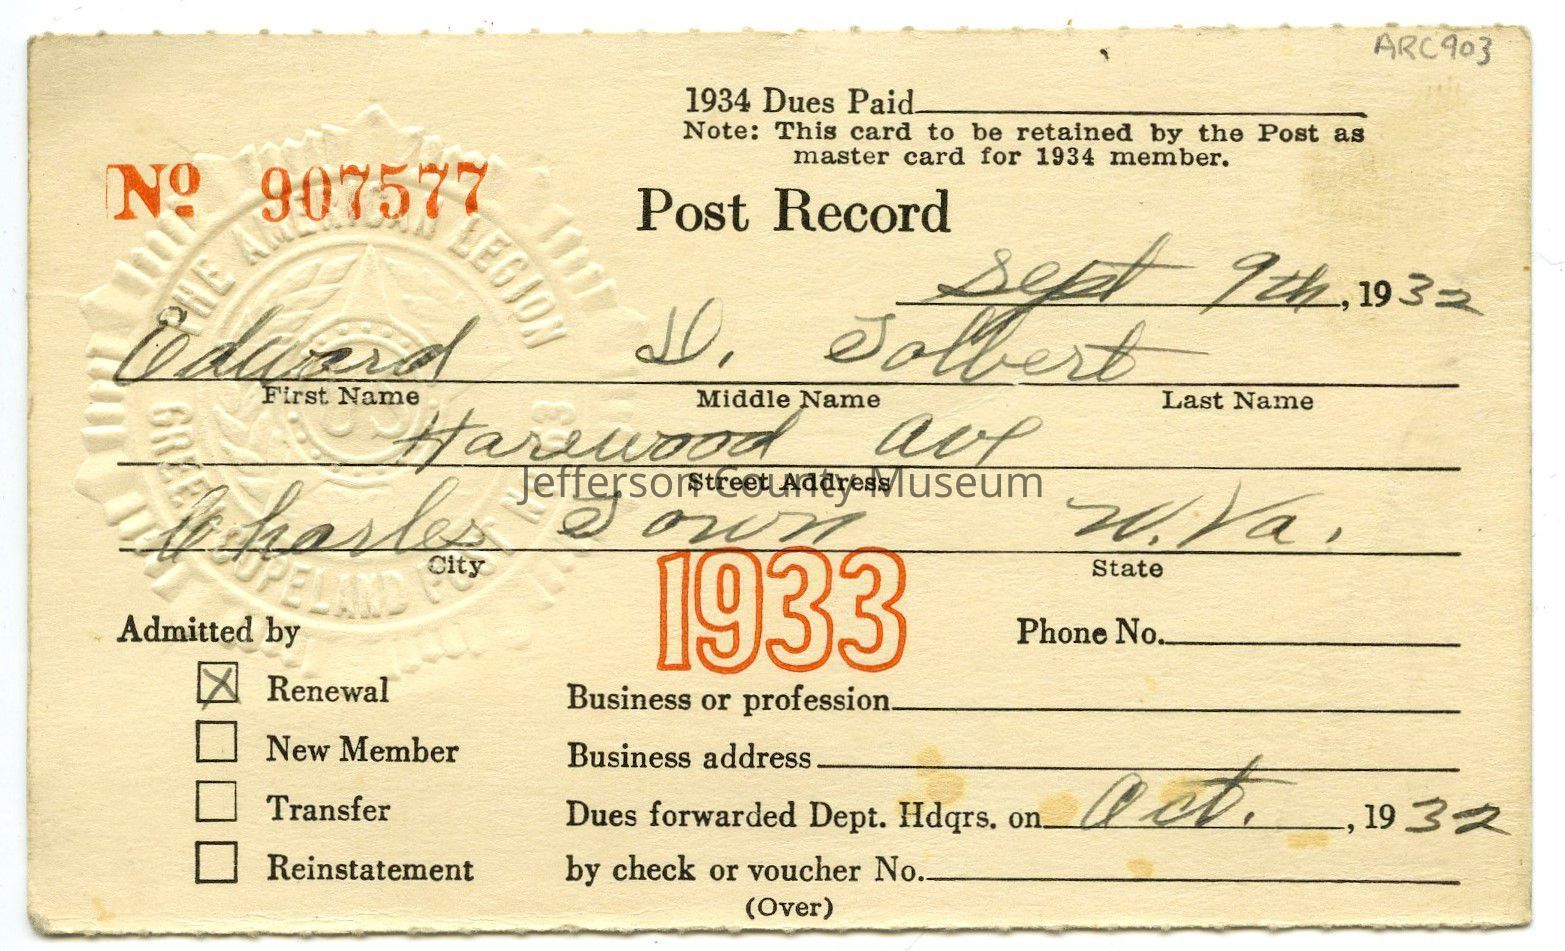 ARC903
1934 Dues Paid
Note: This card to be retained by the Post as
master card for 1934 member.
No 907577
Post Record
Sept 9th, 1932
THE AMERICAN LEGION
Edward D. Tolbert
First Name Middle Name Last Name
Harewood Ave
Street Address
Jefferson County Museum
Charles Town W. Va.
City State
COPELAND POST No
1933
Admitted by Phone No.
X Renewal Business or profession
New Member Business address
Transfer Dues forwarded Dept. Hdqrs. on Oct., 1932
Reinstatement by check or voucher No.
(Over)